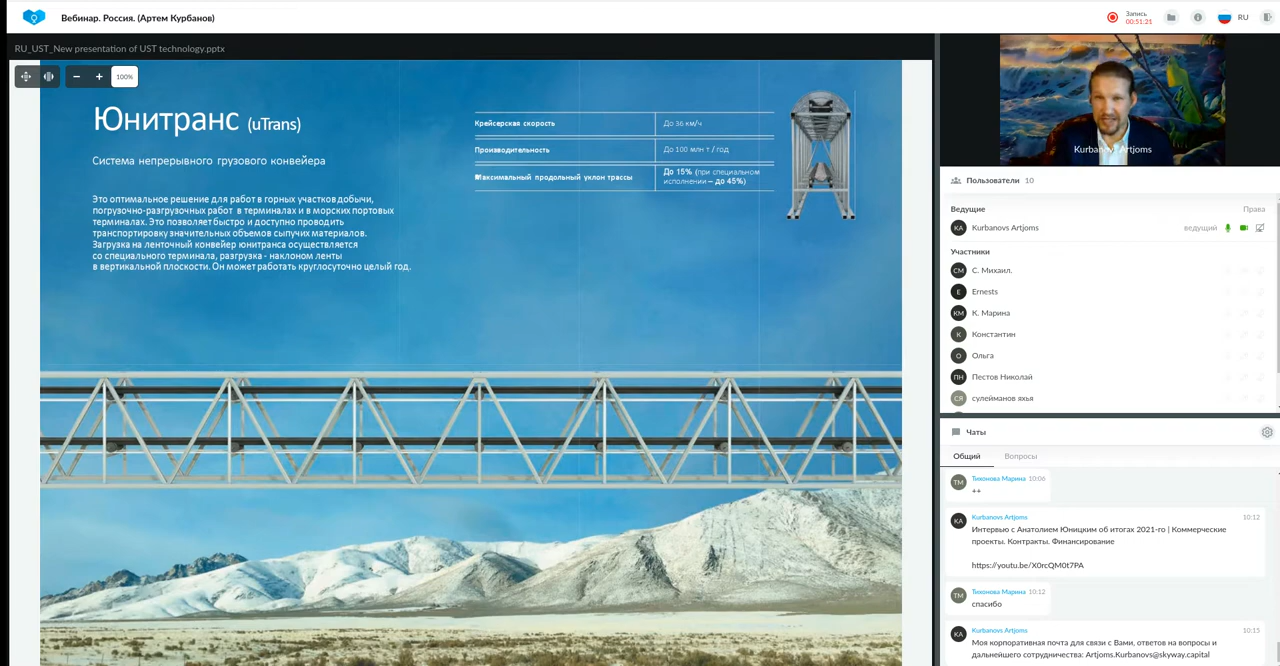 Вебинар. Россия. (Артем Курбанов)
Запись
00:51:21
RU
RU_UST_New presentation of UST technology.pptx
100%
Юнитранс (uTrans)
Система непрерывного грузового конвейера
Это оптимальное решение для работ в горных участков добычи,
погрузочно-разгрузочных работ в терминалах и в морских портовых
терминалах. Это позволяет быстро и доступно проводить
транспортировку значительных объемов сыпучих материалов.
Загрузка на ленточный конвейер юнитранса осуществляется
со специального терминала, разгрузка - наклоном ленты
в вертикальной плоскости. Он может работать круглосуточно целый год.
Крейсерская скорость
До 36 км/ч
Производительность
До 100 млн т / год
Максимальный продольный уклон трассы
До 15% (при специальном
исполнении – до 45%)
Kurbanovs Artjoms
Пользователи 10
Ведущие
Права
KA
Kurbanovs Artjoms
ведущий
Участники
СМ
С. Михаил.
E
Ernests
КМ
К. Марина
К
Константин
О
Ольга
ПН
Пестов Николай
СЯ
сулейманов яхья
Чаты
Общий
Вопросы
ТМ
Тихонова Марина 10:06
++
KA
Kurbanovs Artjoms
10:12
Интервью с Анатолием Юницким об итогах 2021-го | Коммерческие
проекты. Контракты. Финансирование
https://youtu.be/X0rcQM0t7PA
ТМ
Тихонова Марина 10:12
спасибо
KA
Kurbanovs Artjoms
10:15
Моя корпоративная почта для связи с Вами, ответов на вопросы и
дальнейшего сотрудничества: Artjoms.Kurbanovs@skyway.capital